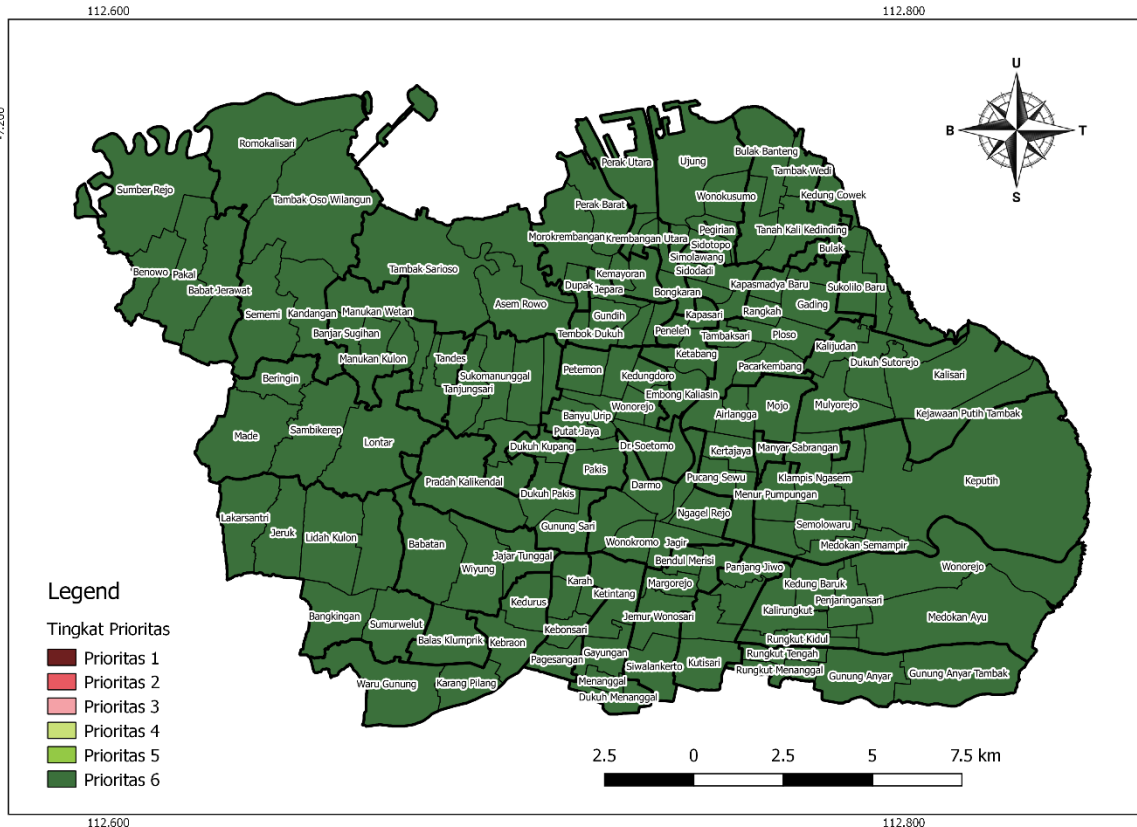 112.600 112.800
-7.200
U
B T
S
Romokalisari
Perak Utara
Ujung
Bulak Banteng
Tambak Wedi
Sumber Rejo
Tambak Oso Wilangun
Wonokusumo
Kedung Cowek
Perak Barat
Pegirian
Tanah Kali Kedinding
Morokrembangan
Krembangan Utara
Sidotopo
Bulak
Simolawang
Tambak Sarioso
Sidodadi
Benowo
Pakal
Kemayoran
Dupak
Jepara
Bongkaran
Kapasmadya Baru
Sukolilo Baru
Babat Jerawat
Asem Rowo
Gading
Sememi
Kandangan
Manukan Wetan
Gundih
Kapasari
Rangkah
Banjar Sugihan
Tembok Dukuh
Peneleh
Tambaksari
Ploso
Kalijudan
Manukan Kulon
Tandes
Ketabang
Dukuh Sutorejo
Beringin
Sukomanunggal
Petemon
Kedungdoro
Pacarkembang
Kalisari
Tanjungsari
Embong Kaliasin
Wonorejo
Mojo
Mulyorejo
Banyu Urip
Airlangga
Kejawaan Putih Tambak
Made
Sambikerep
Putat Jaya
Lontar
Dukuh Kupang
Dr. Soetomo
Kertajaya
Manyar Sabrangan
Pakis
Pradah Kalikendal
Pucang Sewu
Klampis Ngasem
Keputih
Dukuh Pakis
Darmo
Menur Pumpungan
Lakarsantri
Ngagel Rejo
Jeruk
Lidah Kulon
Gunung Sari
Semolowaru
Babatan
Wonokromo
Jagir
Medokan Semampir
Jajar Tunggal
Bendul Merisi
Wiyung
Panjang Jiwo
Wonorejo
Karah
Margorejo
Kedung Baruk
Ketintang
Kedurus
Penjaringansari
Kalirungkut
Bangkingan
Jemur Wonosari
Medokan Ayu
Sumurwelut
Kebonsari
Balas Klumprik
Kebraon
Rungkut Kidul
Gayungan
Rungkut Tengah
Pagesangan
Siwalankerto
Kutisari
Rungkut Menanggal
Gunung Anyar
Gunung Anyar Tambak
Waru Gunung
Karang Pilang
Menanggal
Dukuh Menanggal
Legend
Tingkat Prioritas
Prioritas 1
Prioritas 2
Prioritas 3
Prioritas 4
Prioritas 5
Prioritas 6
2.5 0 2.5 5 7.5 km
112.600 112.800